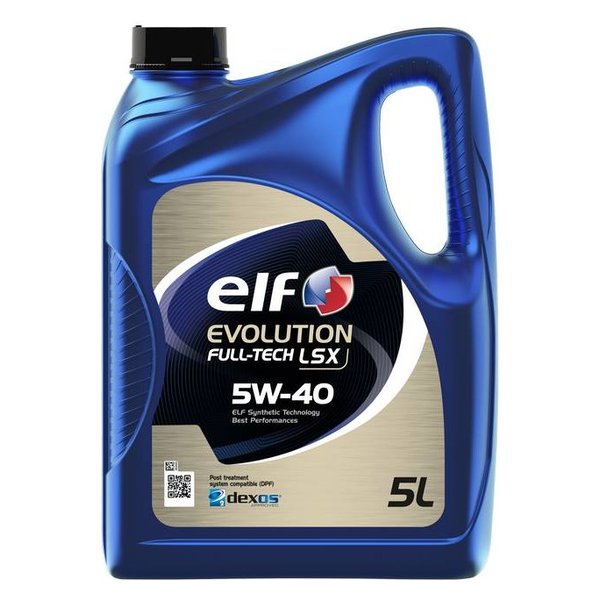 elf
EVOLUTION
FULL-TECH LSX
5W-40
ELF Synthetic Technology
Best Performances
Post treatment
system compatible (DPF)
2 dexos
APPROVED
5L